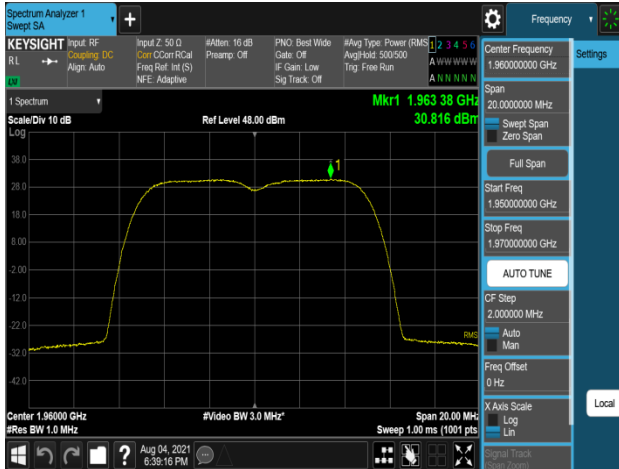 Spectrum Analyzer 1
Swept SA
+
Frequency
KEYSIGHT
RL
LVI
Input: RF
Coupling: DC
Align: Auto
Input Z: 50 Ω
Corr CCorr RCal
Freq Ref: Int (S)
NFE: Adaptive
#Atten: 16 dB
Preamp: Off
PNO: Best Wide
Gate: Off
IF Gain: Low
Sig Track: Off
#Avg Type: Power (RMS
Avg|Hold: 500/500
Trig: Free Run
1 2 3 4 5 6
A W W W W W
A N N N N N
1 Spectrum
Scale/Div 10 dB
Log
Ref Level 48.00 dBm
Mkr1 1.963 38 GHz
30.816 dBm
1
38.0
28.0
18.0
8.00
-2.00
-12.0
-22.0
-32.0
-42.0
RMS
Center 1.96000 GHz
#Res BW 1.0 MHz
#Video BW 3.0 MHz*
Span 20.00 MHz
Sweep 1.00 ms (1001 pts
?
Aug 04, 2021
6:39:16 PM
Center Frequency
1.960000000 GHz
Span
20.0000000 MHz
Swept Span
Zero Span
Full Span
Start Freq
1.950000000 GHz
Stop Freq
1.970000000 GHz
AUTO TUNE
CF Step
2.000000 MHz
Auto
Man
Freq Offset
0 Hz
X Axis Scale
Log
Lin
Signal Track
(Span Zoom)
Settings
Local